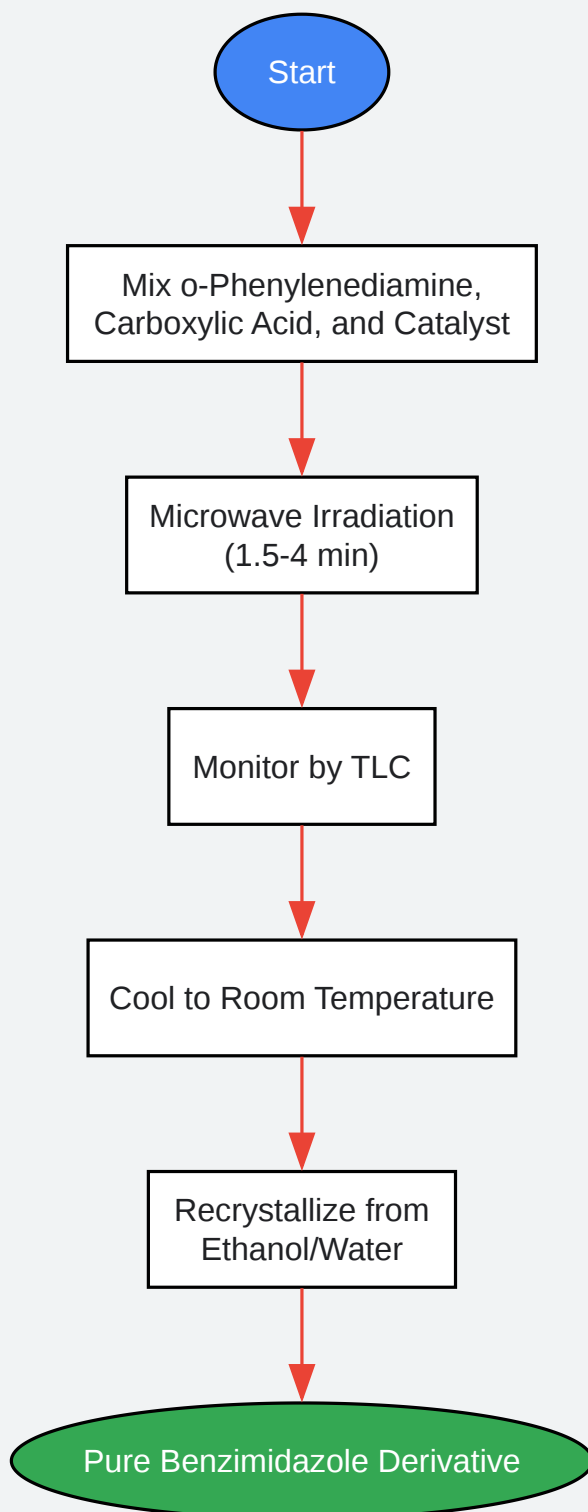 Start
Mix o-Phenylenediamine,
Carboxylic Acid, and Catalyst
Microwave Irradiation
(1.5-4 min)
Monitor by TLC
Cool to Room Temperature
Recrystallize from
Ethanol/Water
Pure Benzimidazole Derivative